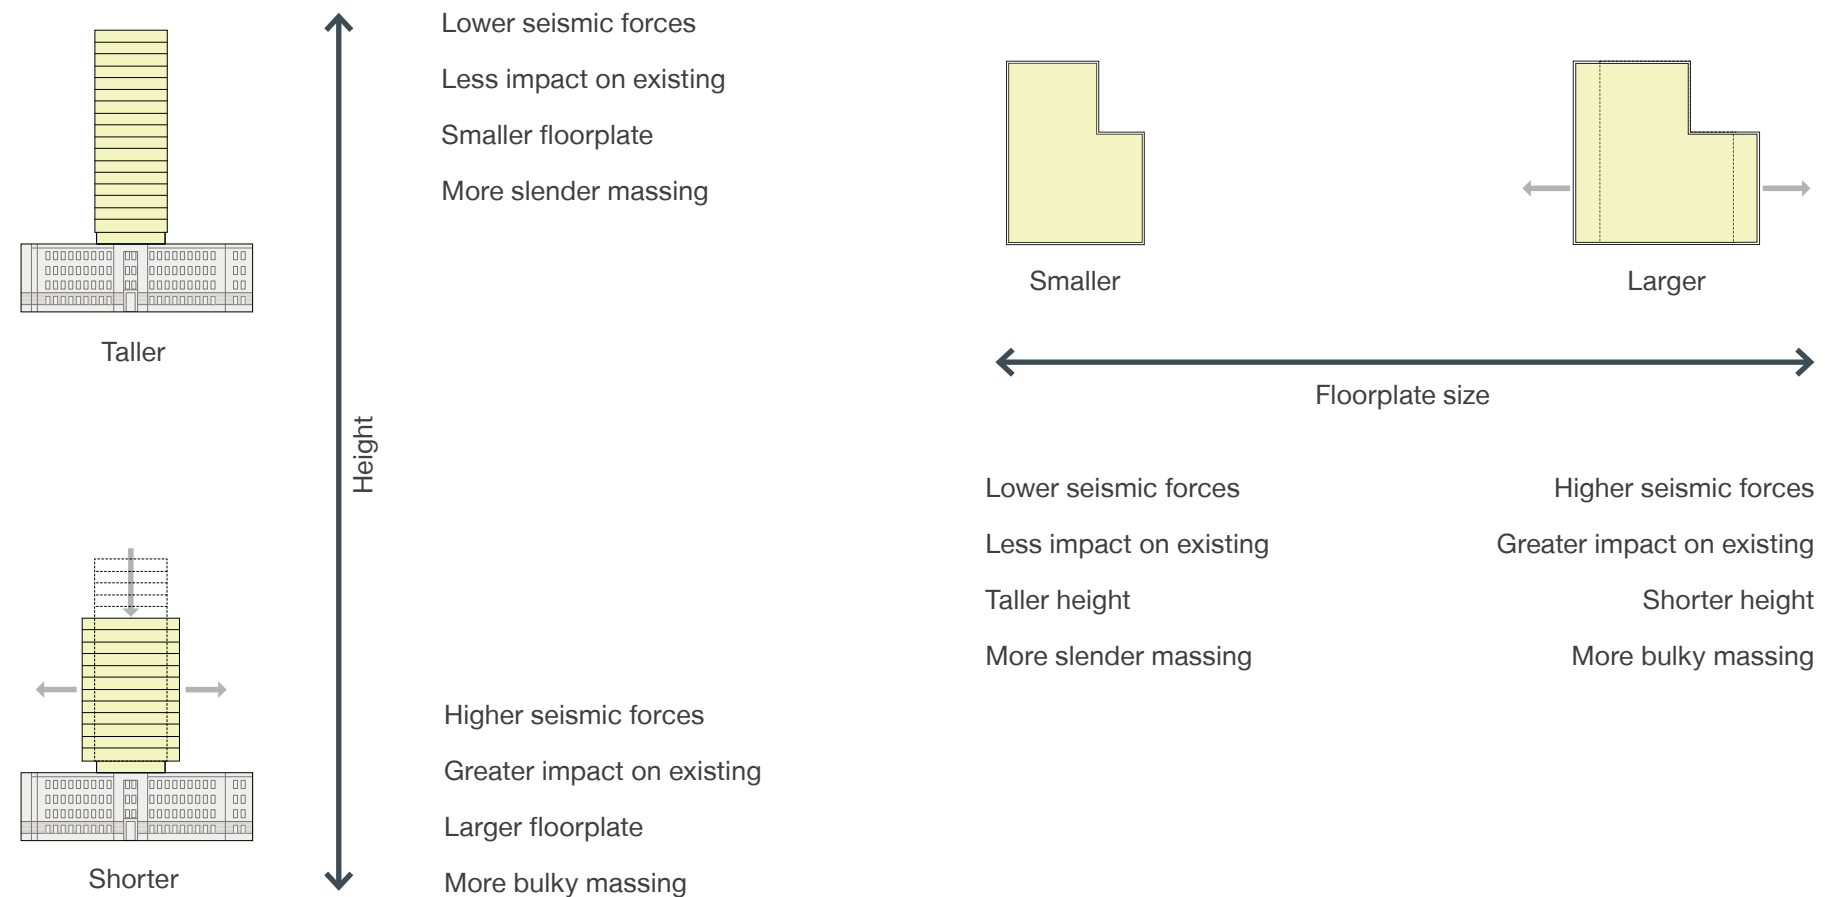 Lower seismic forces
Less impact on existing
Smaller floorplate
More slender massing
Taller
Height
Higher seismic forces
Greater impact on existing
Larger floorplate
More bulky massing
Shorter
Smaller
Larger
Floorplate size
Lower seismic forces
Less impact on existing
Taller height
More slender massing
Higher seismic forces
Greater impact on existing
Shorter height
More bulky massing